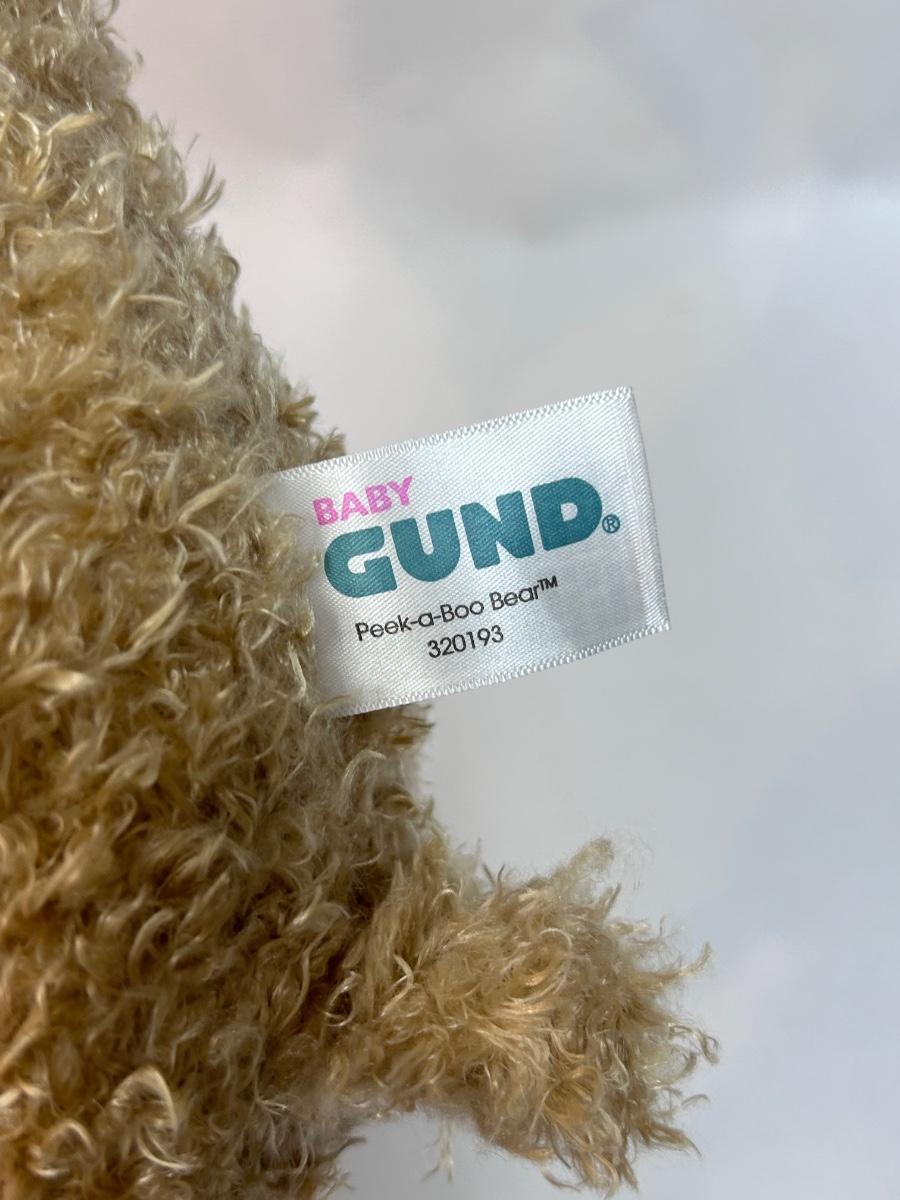 BABY
GUND®
Peek-a-Boo Bear™
320193